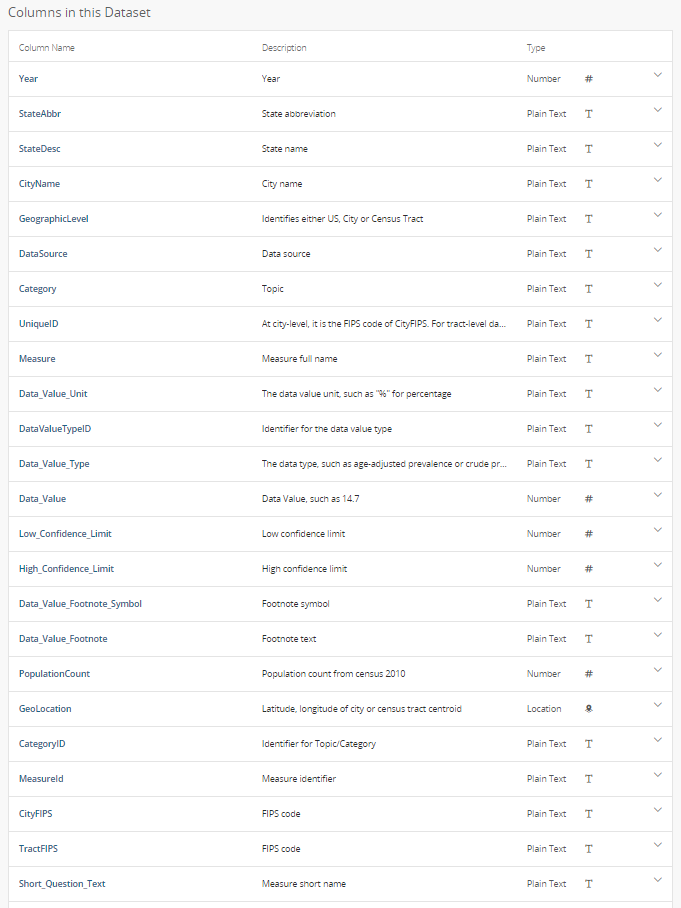 Columns in this Dataset
Column Name Description Type
Year Year Number #
StateAbbr State abbreviation Plain Text T
StateDesc State name Plain Text T
CityName City name Plain Text T
GeographicLevel Identifies either US, City or Census Tract Plain Text T
DataSource Data source Plain Text T
Category Topic Plain Text T
UniqueID At city-level, it is the FIPS code of CityFIPS. For tract-level da... Plain Text T
Measure Measure full name Plain Text T
Data_Value_Unit The data value unit, such as "%" for percentage Plain Text T
DataValueTypeID Identifier for the data value type Plain Text T
Data_Value_Type The data type, such as age-adjusted prevalence or crude pr... Plain Text T
Data_Value Data Value, such as 14.7 Number #
Low_Confidence_Limit Low confidence limit Number #
High_Confidence_Limit High confidence limit Number #
Data_Value_Footnote_Symbol Footnote symbol Plain Text T
Data_Value_Footnote Footnote text Plain Text T
PopulationCount Population count from census 2010 Number #
GeoLocation Latitude, longitude of city or census tract centroid Location
CategoryID Identifier for Topic/Category Plain Text T
MeasureId Measure identifier Plain Text T
CityFIPS FIPS code Plain Text T
TractFIPS FIPS code Plain Text T
Short_Question_Text Measure short name Plain Text T